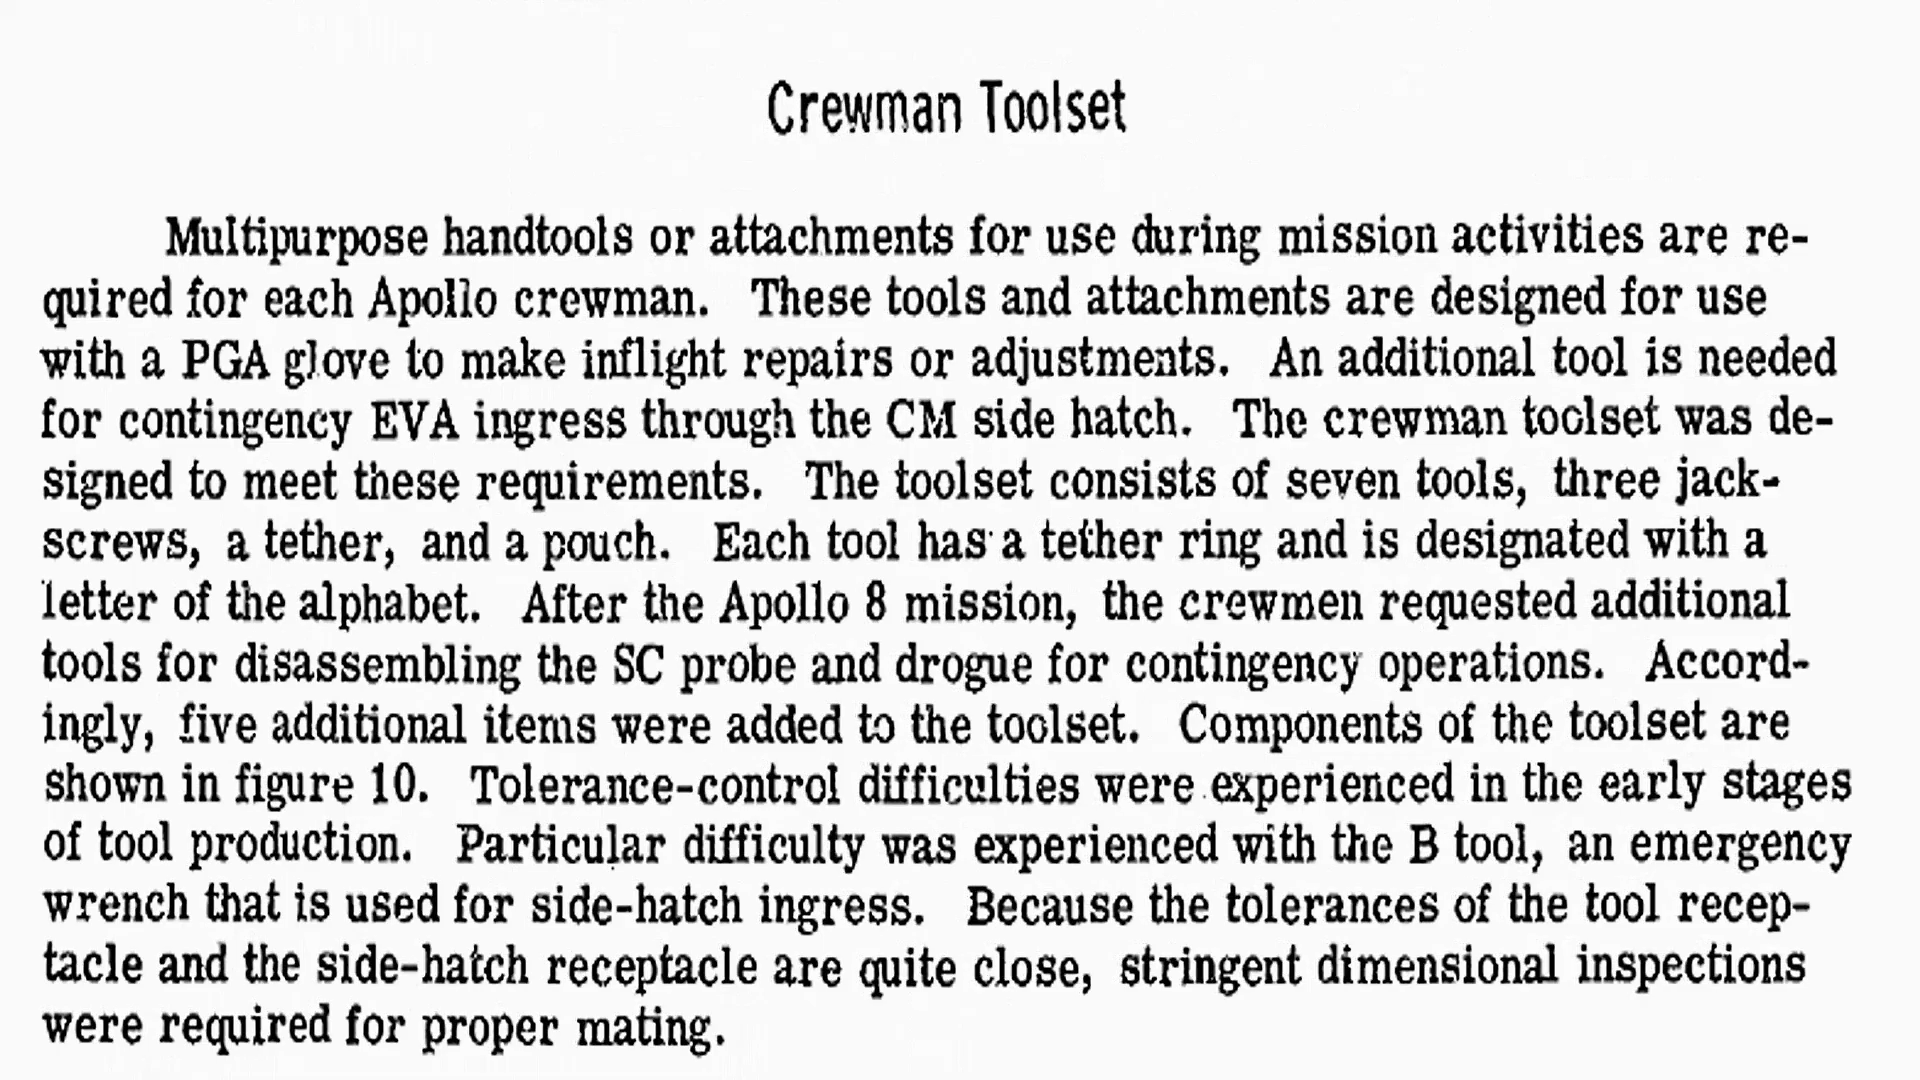 Crewman Toolset
Multipurpose handtools or attachments for use during mission activities are re-
quired for each Apollo crewman. These tools and attachments are designed for use
with a PGA glove to make inflight repairs or adjustments. An additional tool is needed
for contingency EVA ingress through the CM side hatch. The crewman toolset was de-
signed to meet these requirements. The toolset consists of seven tools, three jack-
screws, a tether, and a pouch. Each tool has a tether ring and is designated with a
letter of the alphabet. After the Apollo 8 mission, the crewmen requested additional
tools for disassembling the SC probe and drogue for contingency operations. Accord-
ingly, five additional items were added to the toolset. Components of the toolset are
shown in figure 10. Tolerance-control difficulties were experienced in the early stages
of tool production. Particular difficulty was experienced with the B tool, an emergency
wrench that is used for side-hatch ingress. Because the tolerances of the tool recep-
tacle and the side-hatch receptacle are quite close, stringent dimensional inspections
were required for proper mating.